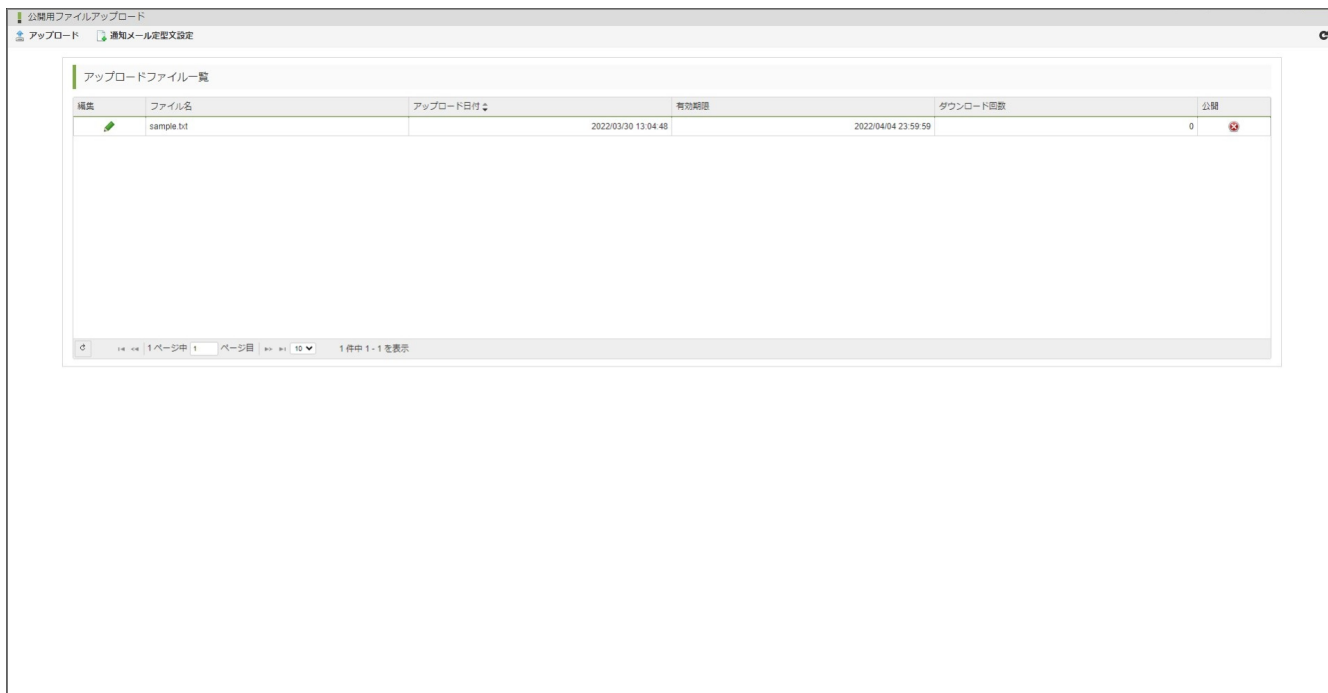 公開用ファイルアップロード
アップロード 通知メール定型文設定
アップロードファイル一覧
編集 ファイル名 アップロード日付 有効期限 ダウンロード回数 公開
sample.txt 2022/03/30 13:04:48 2022/04/04 23:59:59 0
1 ページ中 1 ページ目 10 1 件中 1 - 1 を表示